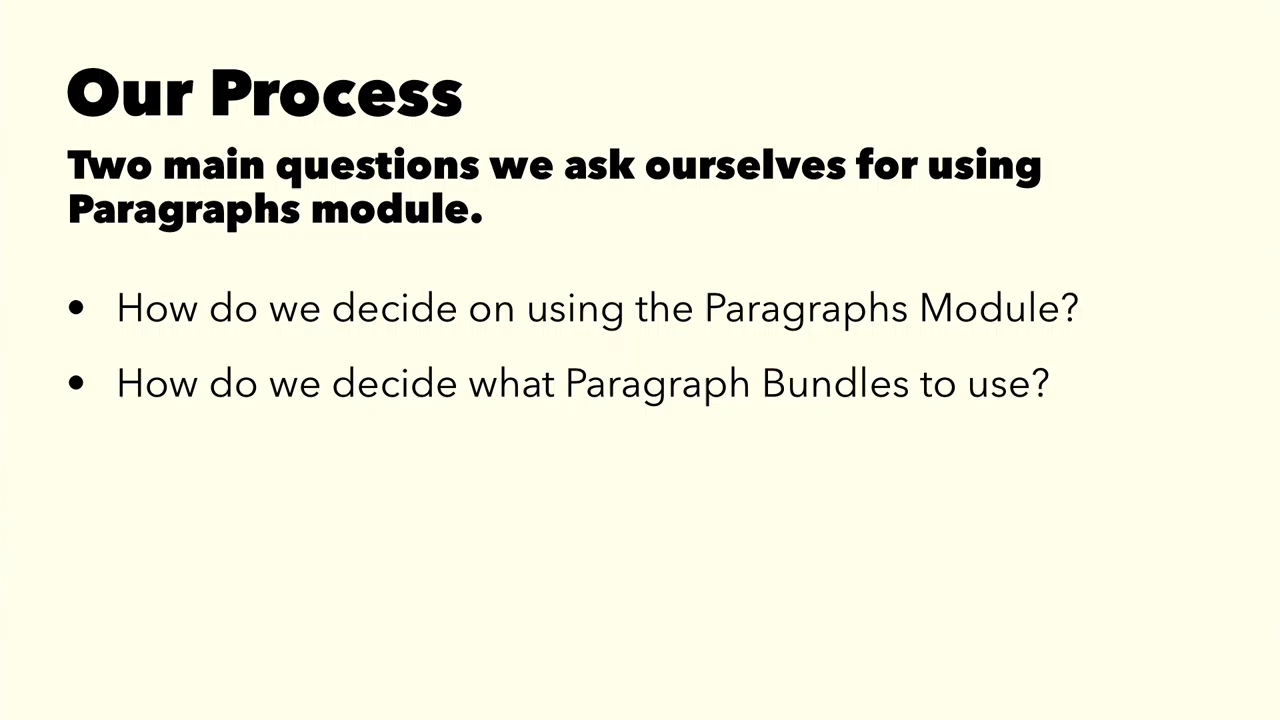 Our Process
Two main questions we ask ourselves for using
Paragraphs module.
• How do we decide on using the Paragraphs Module?
• How do we decide what Paragraph Bundles to use?